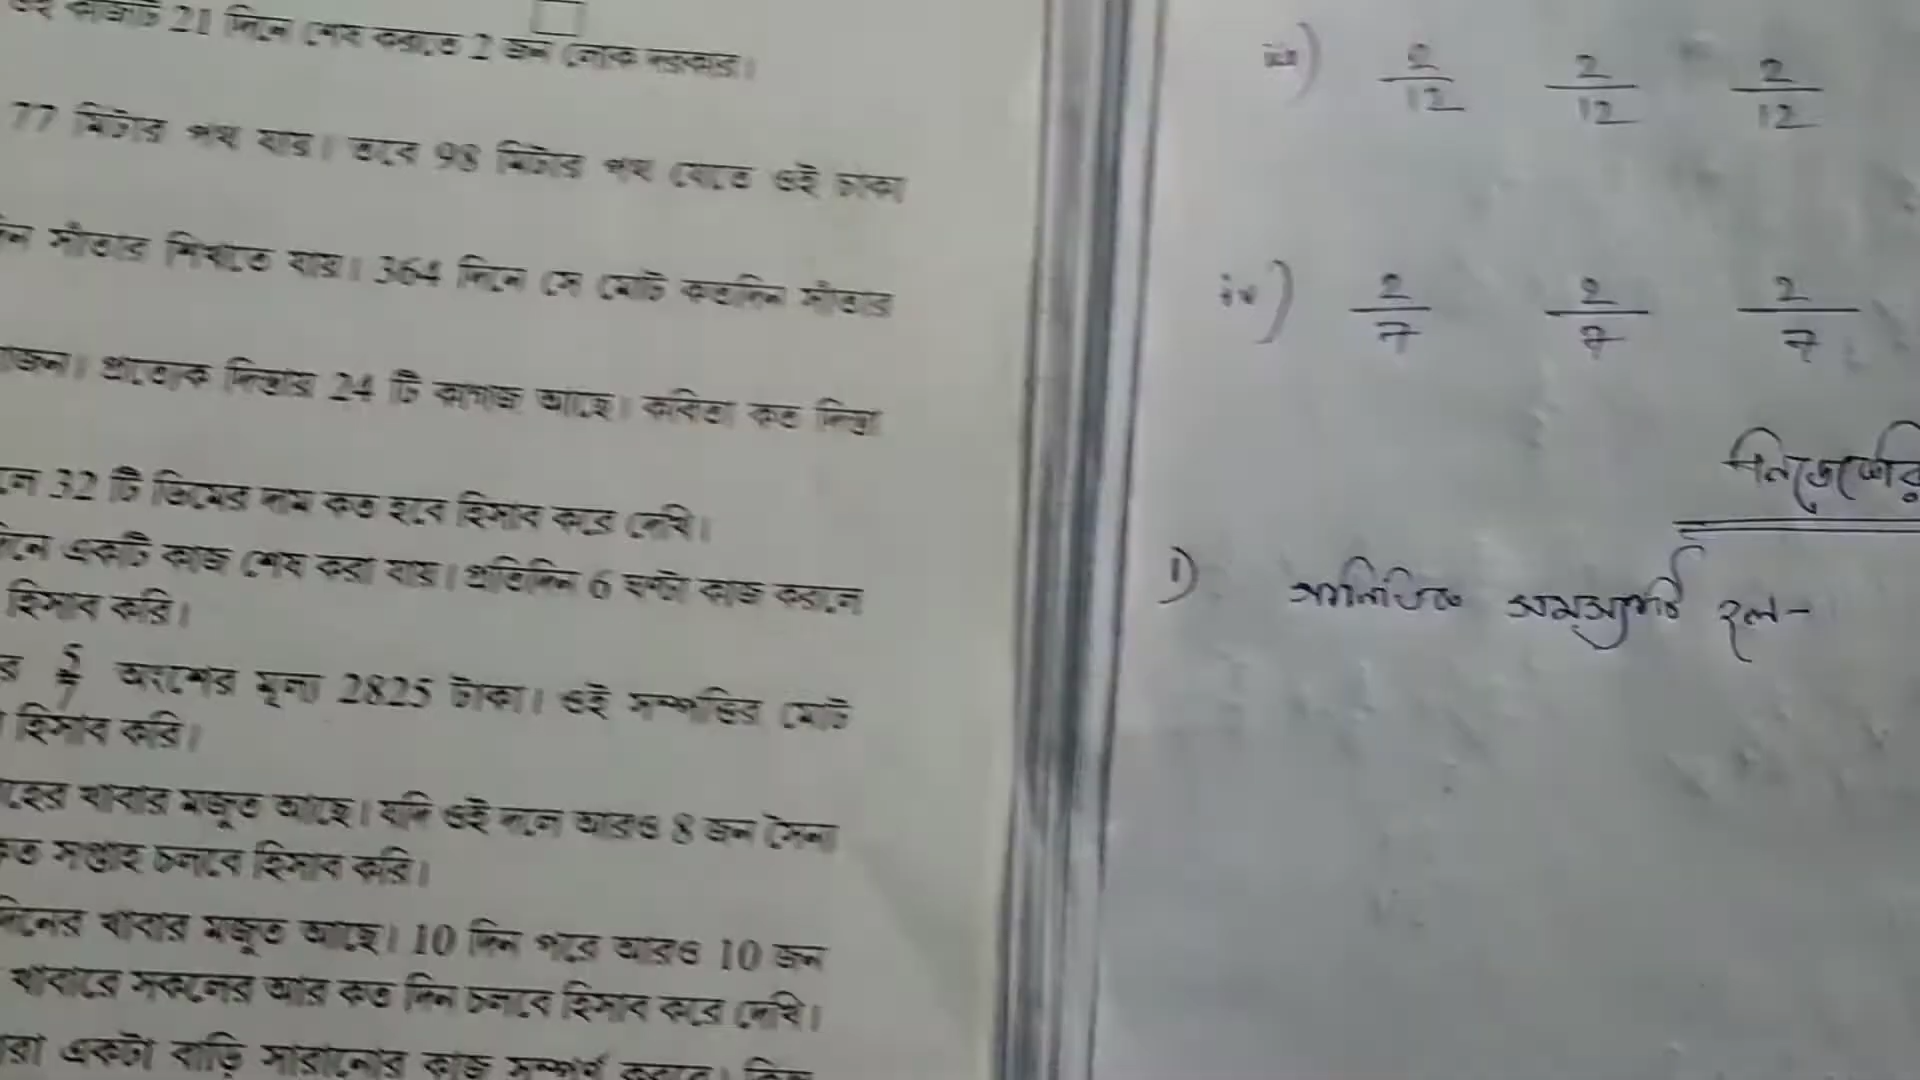 21 দিনে শেষ করতে 2 জন লোক দরকার।
77 মিটার পথ যায়। তবে 98 মিটার পথ যেতে ওই চাকা
সাঁতার শিখতে যায়। 364 দিনে সে মোট কতদিন সাঁতার
প্রত্যেক দিস্তায় 24 টি কাগজ আছে। কবিতা কত দিস্তা
32 টি ডিমের দাম কত হবে হিসাব করে দেখি।
একটি কাজ শেষ করা যায়। প্রতিদিন 6 ঘণ্টা কাজ করলে
হিসাব করি।
5/7 অংশের মূল্য 2825 টাকা। ওই সম্পত্তির মোট
হিসাব করি।
খাবার মজুত আছে। যদি ওই দলে আরও 8 জন সৈন্য
সপ্তাহ চলবে হিসাব করি।
দিনের খাবার মজুত আছে। 10 দিন পরে আরও 10 জন
খাবারে সকলের আর কত দিন চলবে হিসাব করে দেখি।
একটা বাড়ি সারানোর কাজ সম্পূর্ণ
iii) 2/12 2/12 2/12
iv) 2/7 2/7 2/7
1) গানিতিক সমস্যাটি হল-